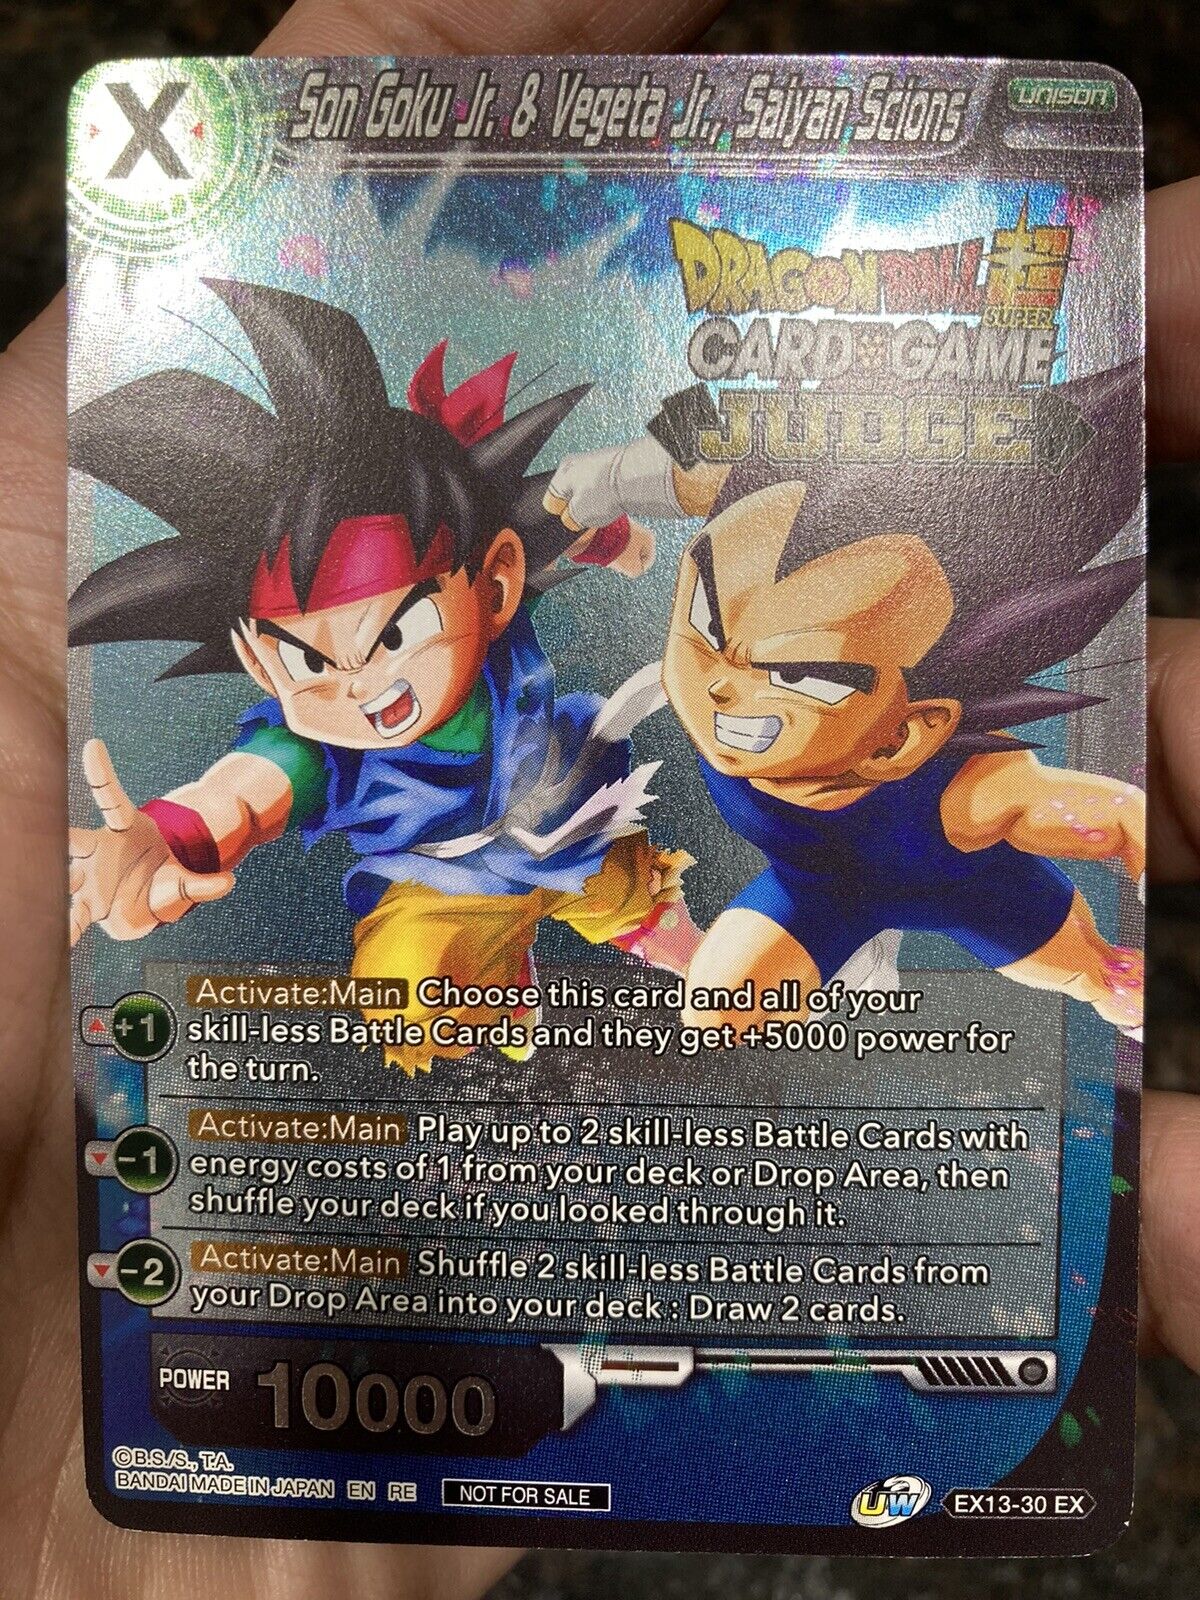 X
Son Goku Jr. & Vegeta Jr., Saiyan Scions
UNISON
DRAGON BALL 超
SUPER
CARD GAME
JUDGE
+1
Activate:Main Choose this card and all of your
skill-less Battle Cards and they get +5000 power for
the turn.
-1
Activate:Main Play up to 2 skill-less Battle Cards with
energy costs of 1 from your deck or Drop Area, then
shuffle your deck if you looked through it.
-2
Activate:Main Shuffle 2 skill-less Battle Cards from
your Drop Area into your deck : Draw 2 cards.
POWER 10000
©B.S./S., T.A.
BANDAI MADE IN JAPAN EN RE NOT FOR SALE
UW EX13-30 EX